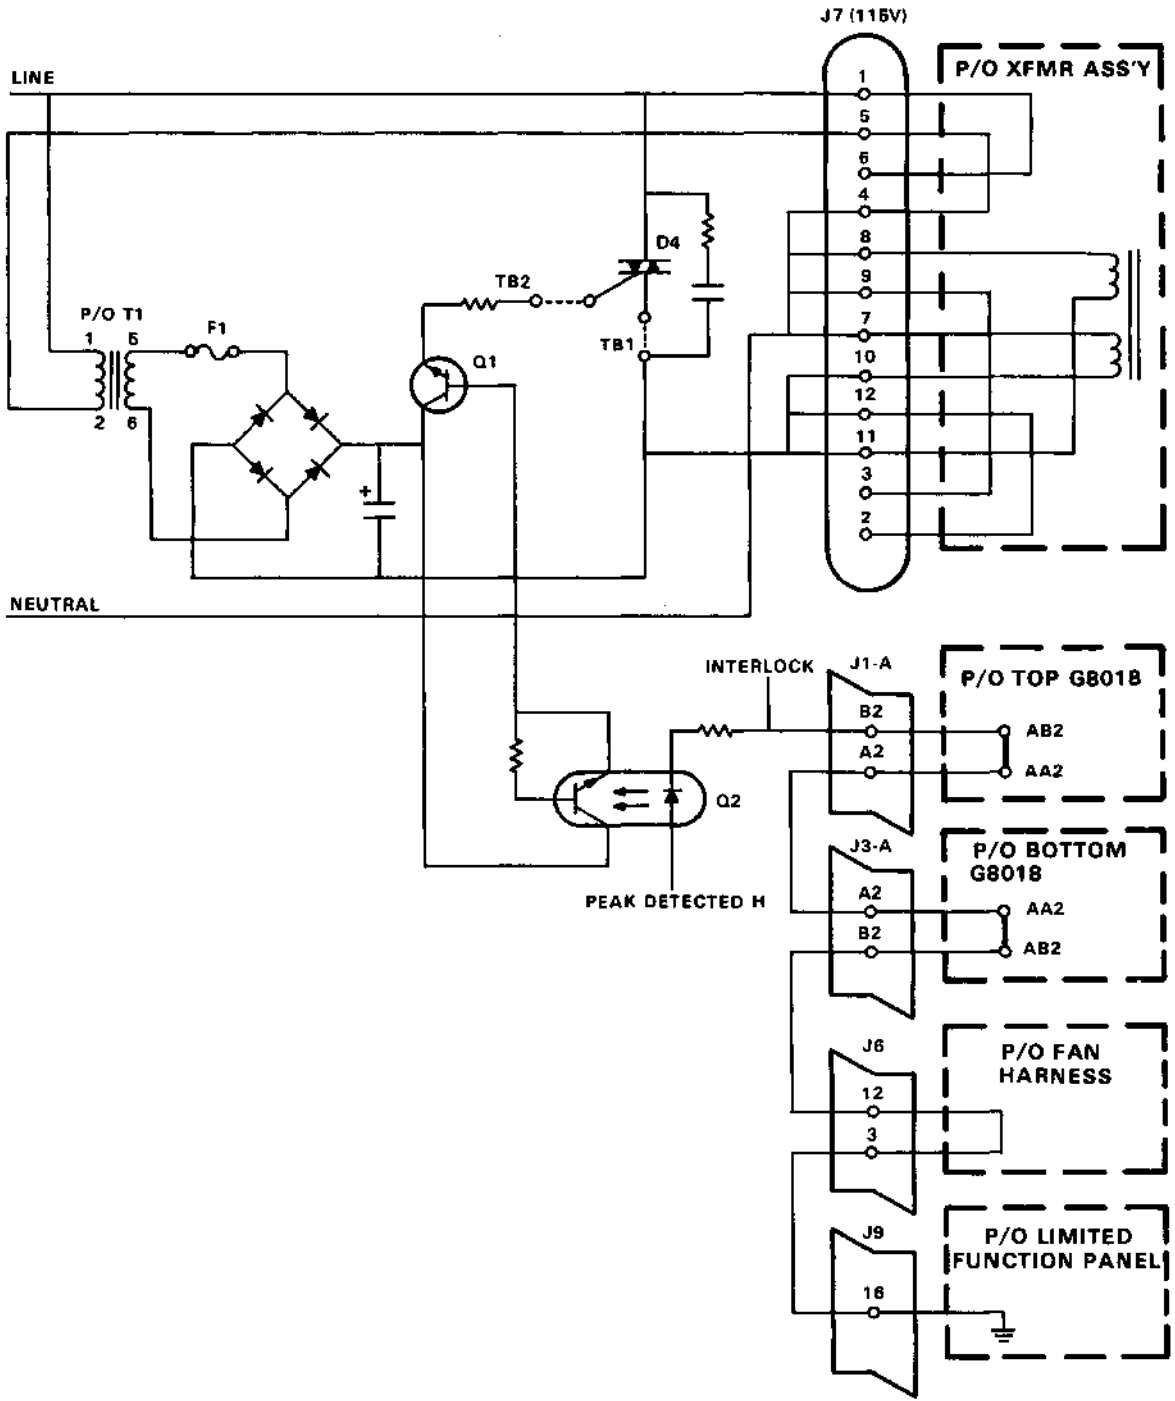 J7 (115V)
LINE
P/O XFMR ASS'Y
1
5
6
4
8
9
7
10
12
11
3
2
D4
TB2
TB1
P/O T1
1
5
2
6
F1
Q1
+
NEUTRAL
INTERLOCK
J1-A
B2
A2
P/O TOP G8018
AB2
AA2
Q2
PEAK DETECTED H
J3-A
A2
B2
P/O BOTTOM
G8018
AA2
AB2
J6
12
3
P/O FAN
HARNESS
J9
16
P/O LIMITED
FUNCTION PANEL